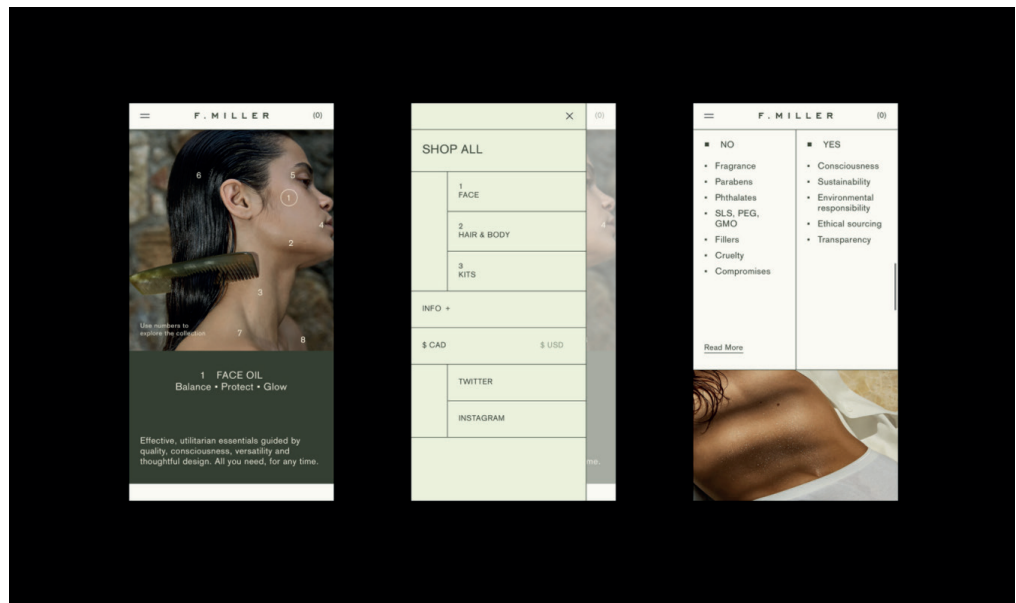 F. MILLER
(0)
6
5
1
4
2
3
Use numbers to
explore the collection
7
8
1 FACE OIL
Balance • Protect • Glow
Effective, utilitarian essentials guided by
quality, consciousness, versatility and
thoughtful design. All you need, for any time.
×
(0)
SHOP ALL
1
FACE
2
HAIR & BODY
3
KITS
4
INFO +
$ CAD
$ USD
TWITTER
INSTAGRAM
me.
F. MILLER
(0)
NO
• Fragrance
• Parabens
• Phthalates
• SLS, PEG,
GMO
• Fillers
• Cruelty
• Compromises
Read More
YES
• Consciousness
• Sustainability
• Environmental
responsibility
• Ethical sourcing
• Transparency